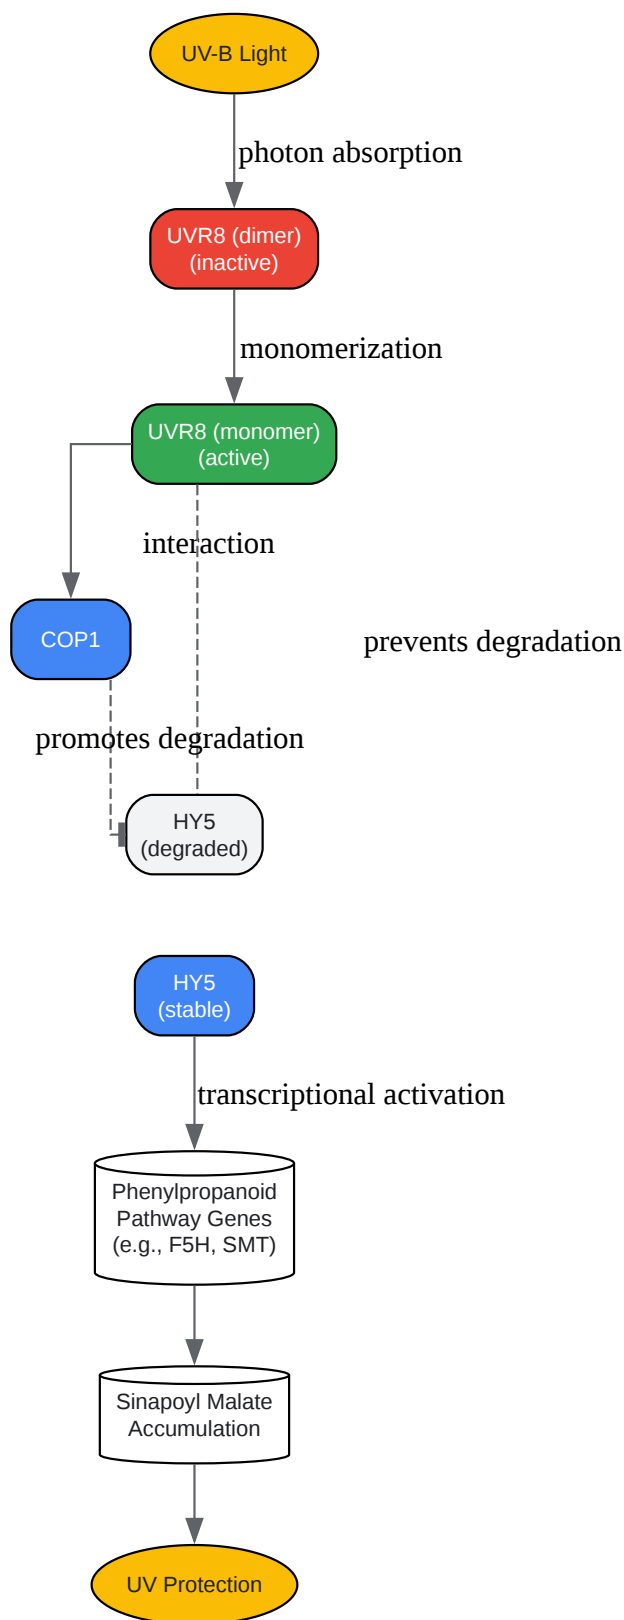 UV-B Light
photon absorption
UVR8 (dimer)
(inactive)
monomerization
UVR8 (monomer)
(active)
interaction
COP1
prevents degradation
promotes degradation
HY5
(degraded)
HY5
(stable)
transcriptional activation
Phenylpropanoid
Pathway Genes
(e.g., F5H, SMT)
Sinapoyl Malate
Accumulation
UV Protection